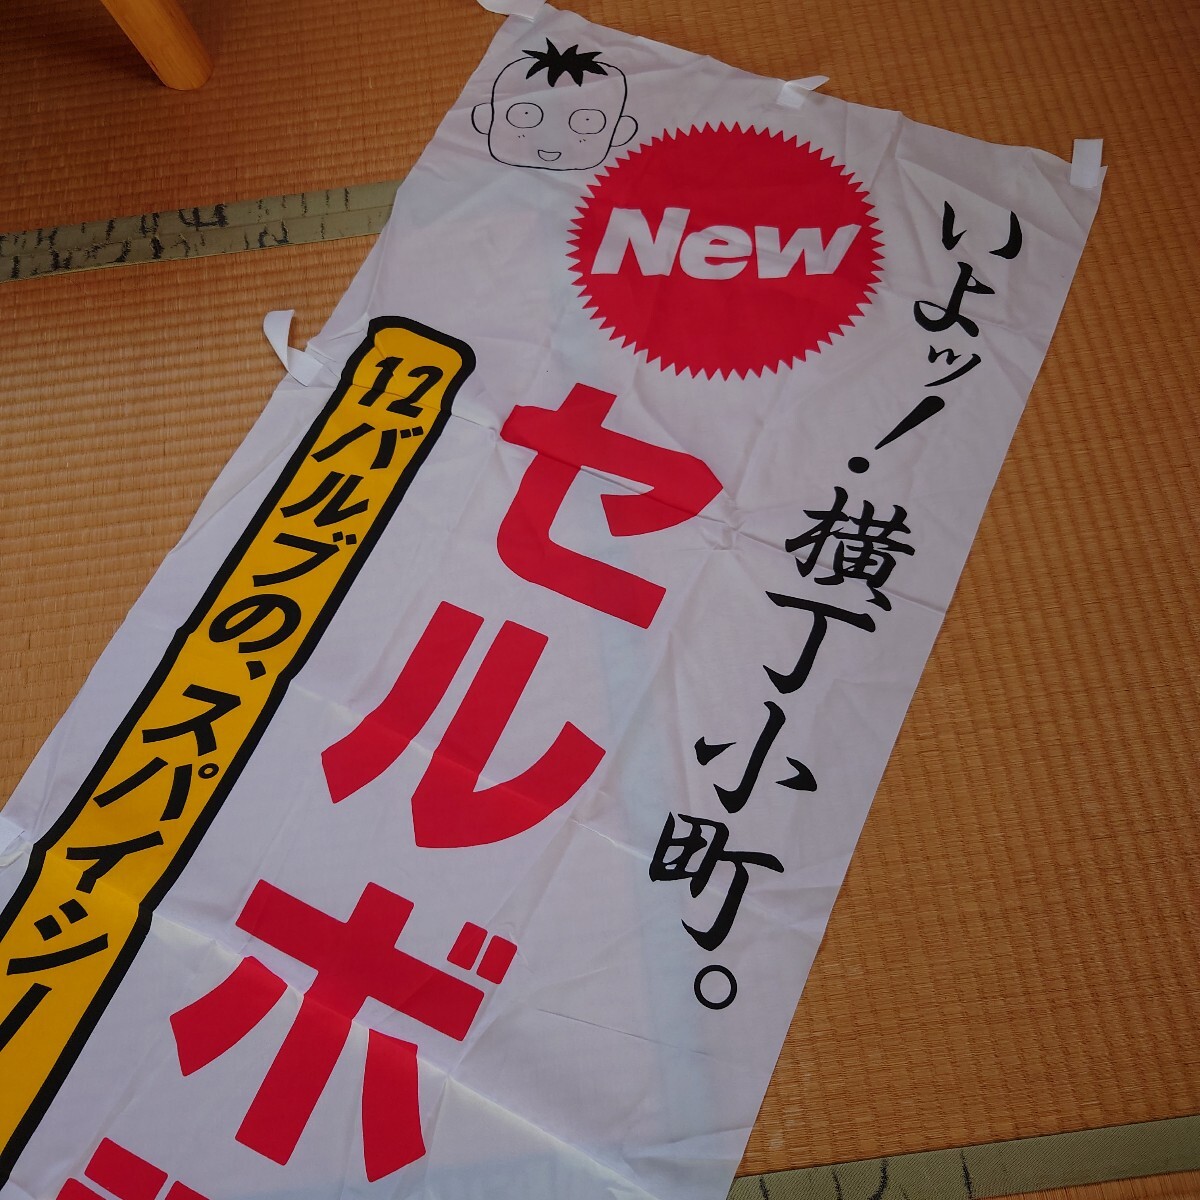 New
いよッ!横丁小町。
セルボ
12バルブの、スパイシー